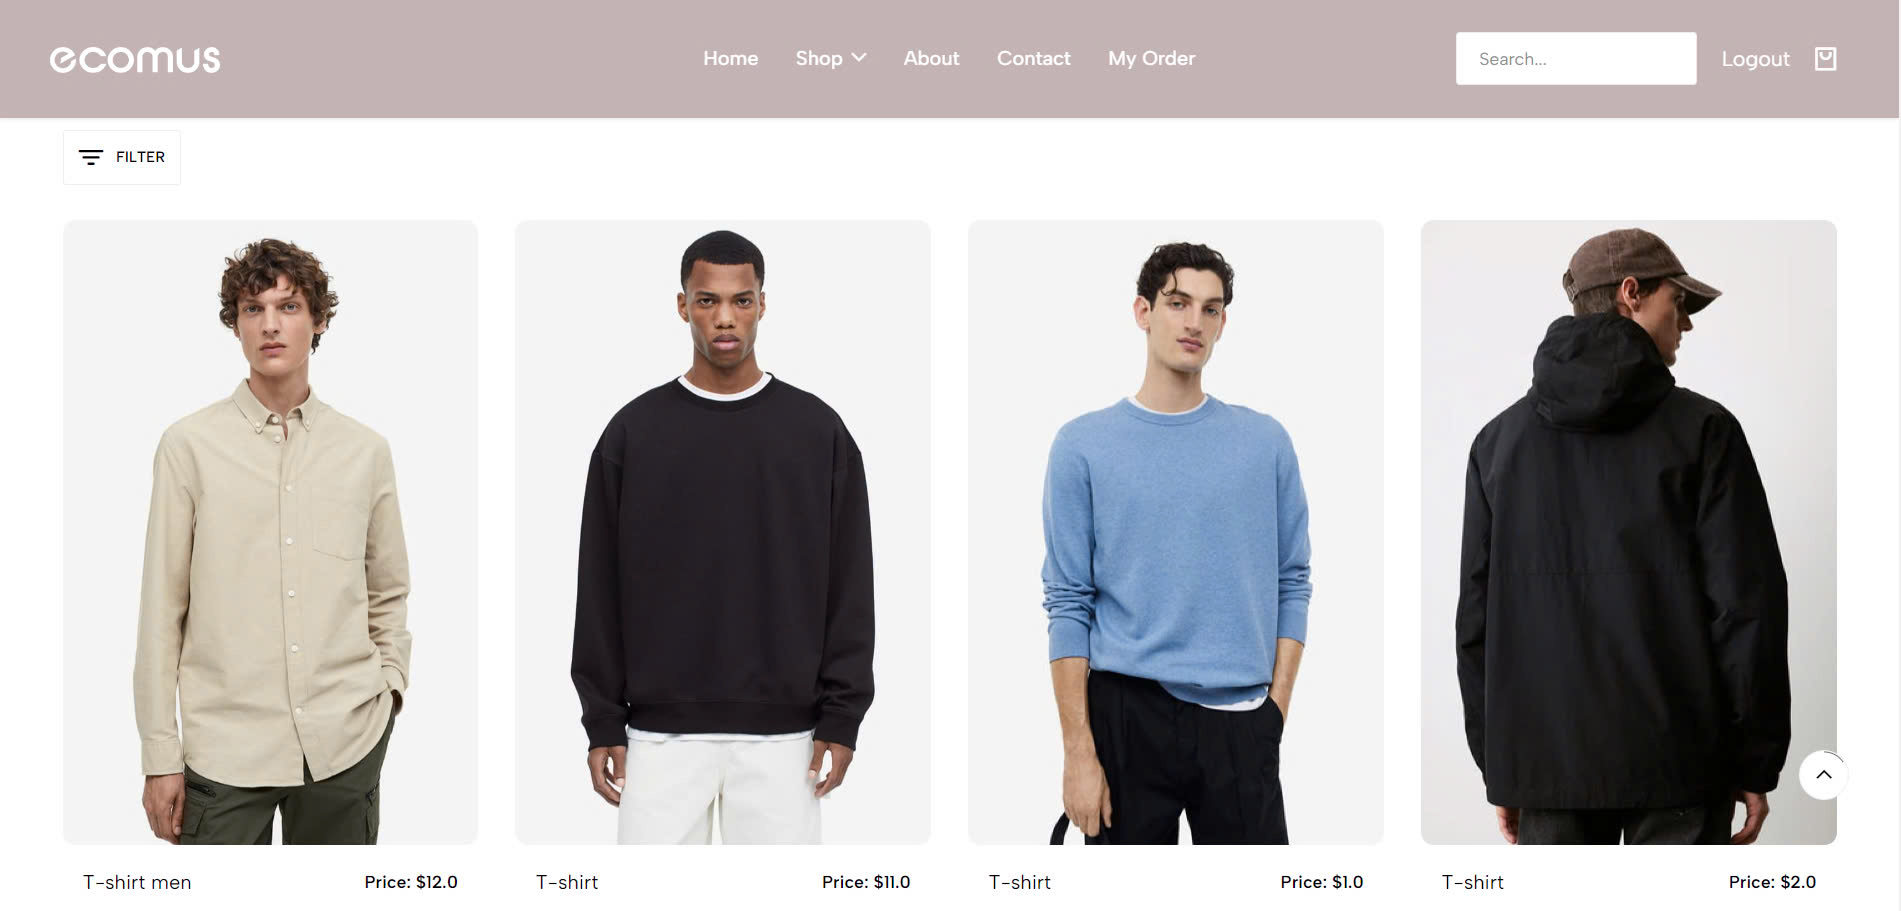 ecomus
Home Shop About Contact My Order
Search...
Logout
FILTER
T-shirt men Price: $12.0
T-shirt Price: $11.0
T-shirt Price: $1.0
T-shirt Price: $2.0